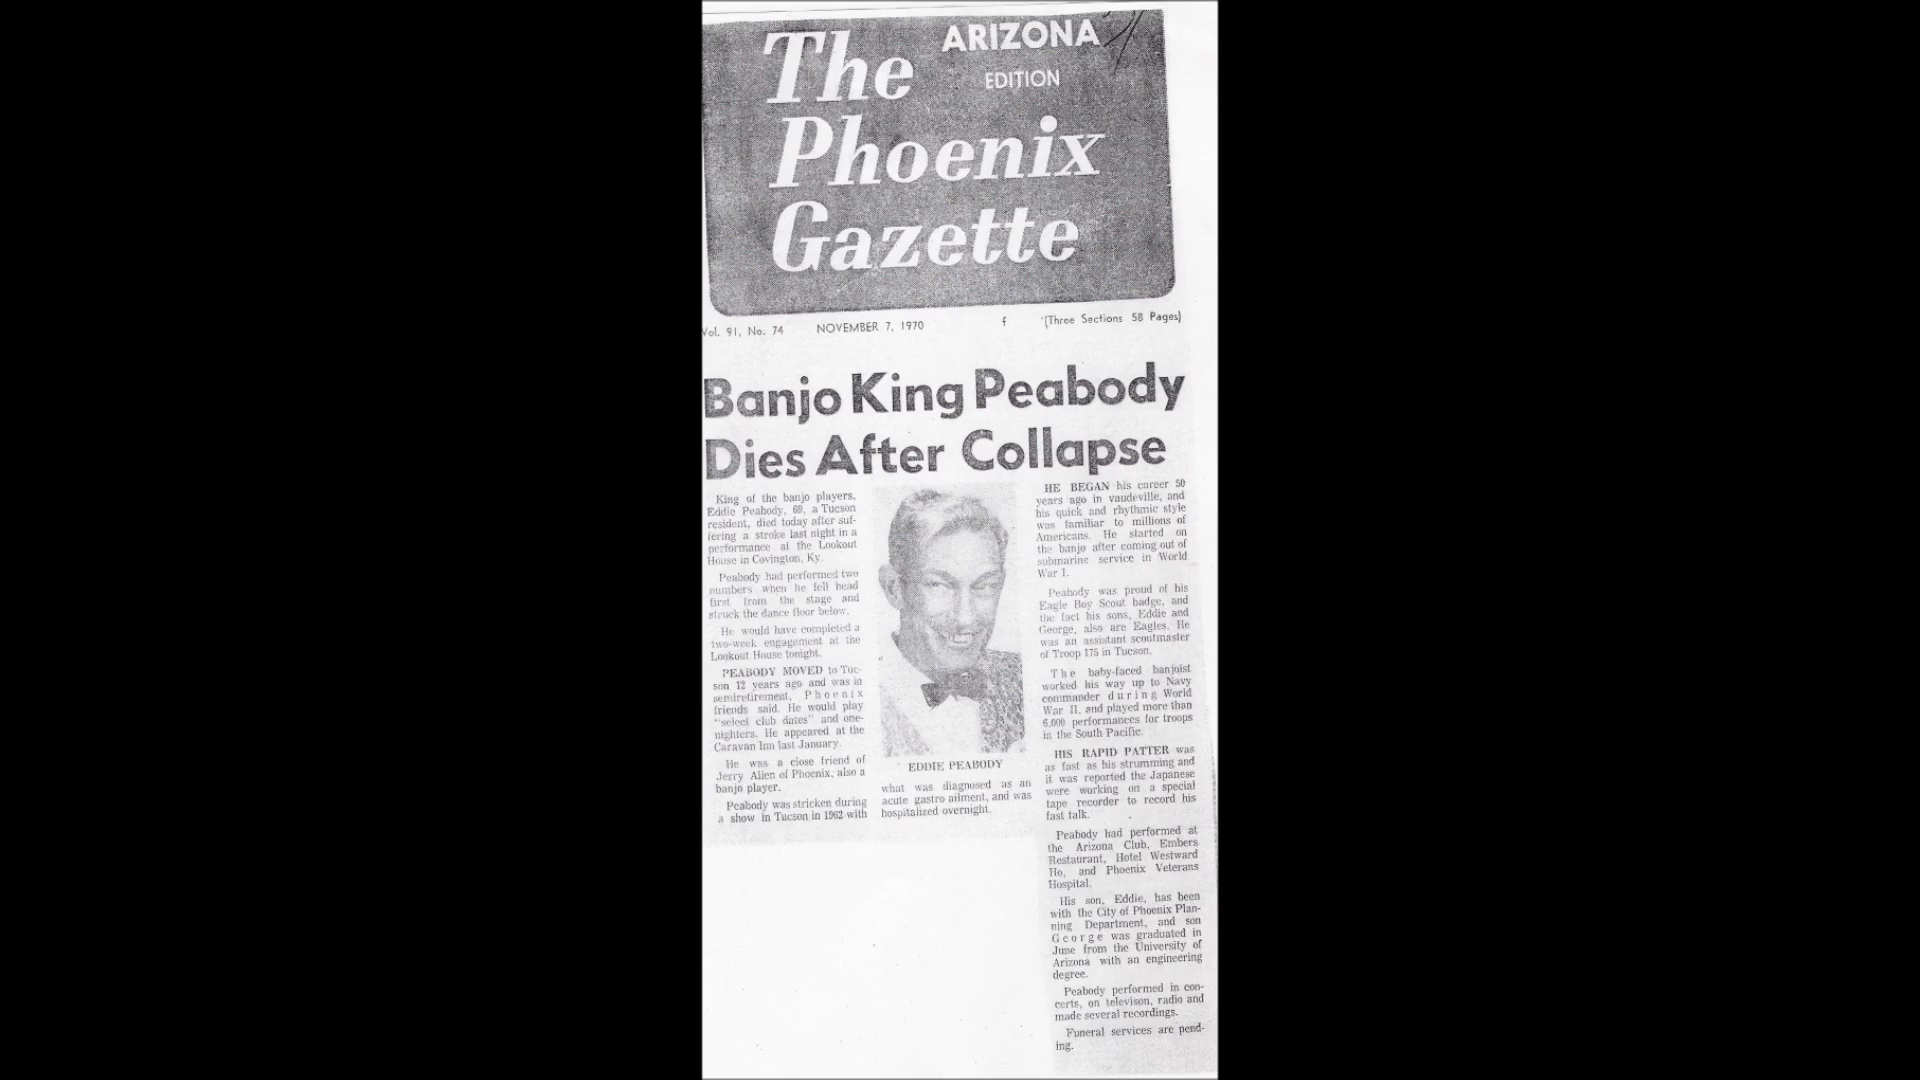 The
Phoenix
Gazette
ARIZONA
EDITION
Vol. 91, No. 74 NOVEMBER 7, 1970 f (Three Sections 58 Pages)
Banjo King Peabody
Dies After Collapse
King of the banjo players,
Eddie Peabody, 69, a Tucson
resident, died today after suf-
fering a stroke last night in a
performance at the Lookout
House in Covington, Ky.
Peabody had performed two
numbers when he fell head
first from the stage and
struck the dance floor below.
He would have completed a
two-week engagement at the
Lookout House tonight.
PEABODY MOVED to Tuc-
son 12 years ago and was in
semiretirement, Phoenix
friends said. He would play
"select club dates" and one-
nighters. He appeared at the
Caravan Inn last January.
He was a close friend of
Jerry Allen of Phoenix, also a
banjo player.
Peabody was stricken during
a show in Tucson in 1962 with
EDDIE PEABODY
what was diagnosed as an
acute gastro ailment, and was
hospitalized overnight.
HE BEGAN his career 50
years ago in vaudeville, and
his quick and rhythmic style
was familiar to millions of
Americans. He started on
the banjo after coming out of
submarine service in World
War I.
Peabody was proud of his
Eagle Boy Scout badge, and
the fact his sons, Eddie and
George, also are Eagles. He
was an assistant scoutmaster
of Troop 175 in Tucson.
The baby-faced banjoist
worked his way up to Navy
commander during World
War II, and played more than
6,000 performances for troops
in the South Pacific.
HIS RAPID PATTER was
as fast as his strumming and
it was reported the Japanese
were working on a special
tape recorder to record his
fast talk.
Peabody had performed at
the Arizona Club, Embers
Restaurant, Hotel Westward
Ho, and Phoenix Veterans
Hospital.
His son, Eddie, has been
with the City of Phoenix Plan-
ning Department, and son
George was graduated in
June from the University of
Arizona with an engineering
degree.
Peabody performed in con-
certs, on televison, radio and
made several recordings.
Funeral services are pend-
ing.